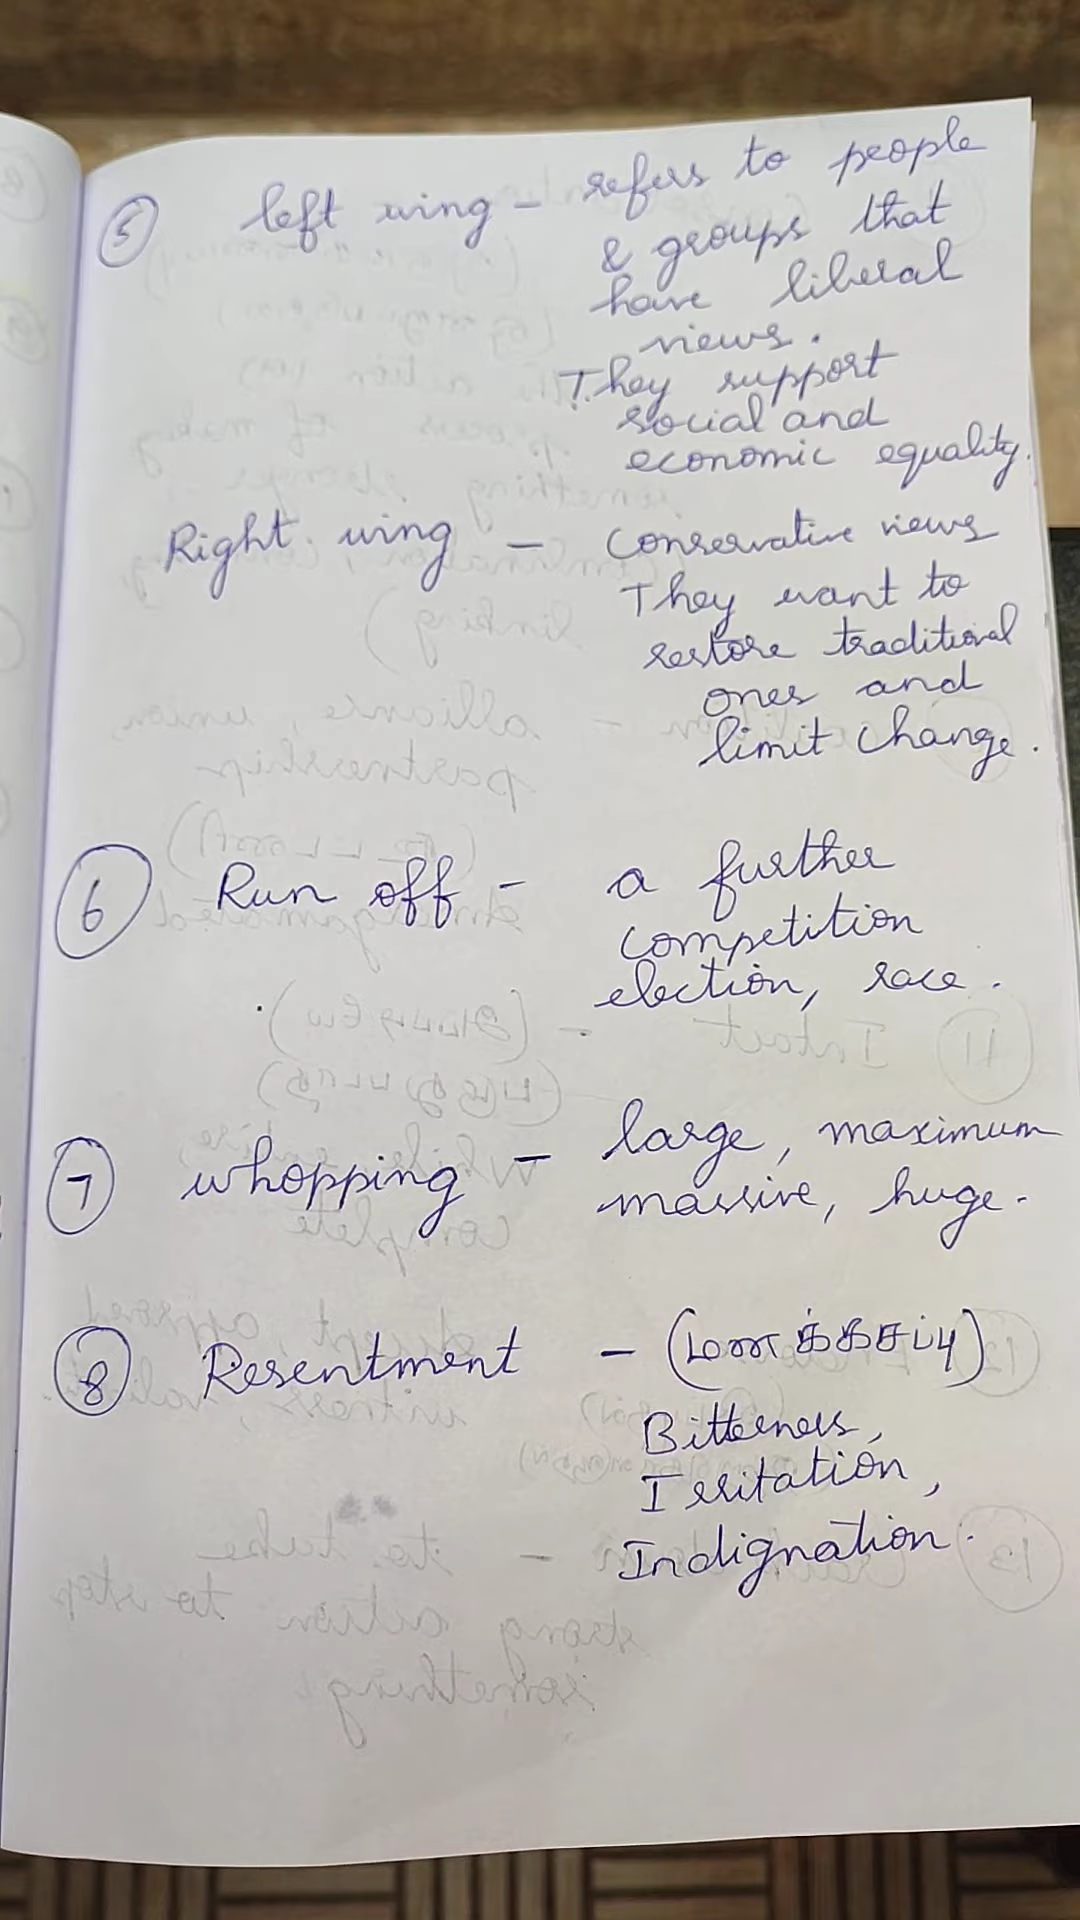 5 left wing - refers to people
& groups that
have liberal
views.
They support
social and
economic equality.
Right wing - Conservative views
They want to
restore traditional
ones and
limit change.
6 Run off - a further
competition
election, race.
7 whopping - large, maximum
massive, huge.
8 Resentment - (மனக்கசப்பு)
Bitterness,
Irritation,
Indignation.